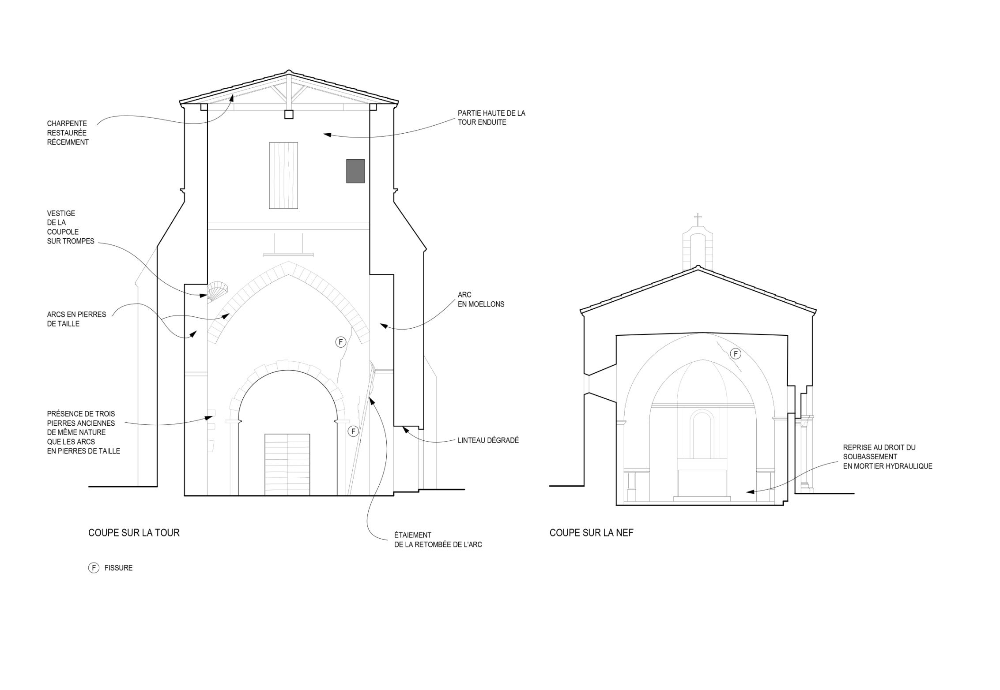 CHARPENTE
RESTAURÉE
RÉCEMMENT
PARTIE HAUTE DE LA
TOUR ENDUITE
VESTIGE
DE LA
COUPOLE
SUR TROMPES
ARCS EN PIERRES
DE TAILLE
ARC
EN MOELLONS
F
F
F
PRÉSENCE DE TROIS
PIERRES ANCIENNES
DE MÊME NATURE
QUE LES ARCS
EN PIERRES DE TAILLE
LINTEAU DÉGRADÉ
REPRISE AU DROIT DU
SOUBASSEMENT
EN MORTIER HYDRAULIQUE
ÉTAIEMENT
DE LA RETOMBÉE DE L'ARC
COUPE SUR LA TOUR
COUPE SUR LA NEF
F FISSURE